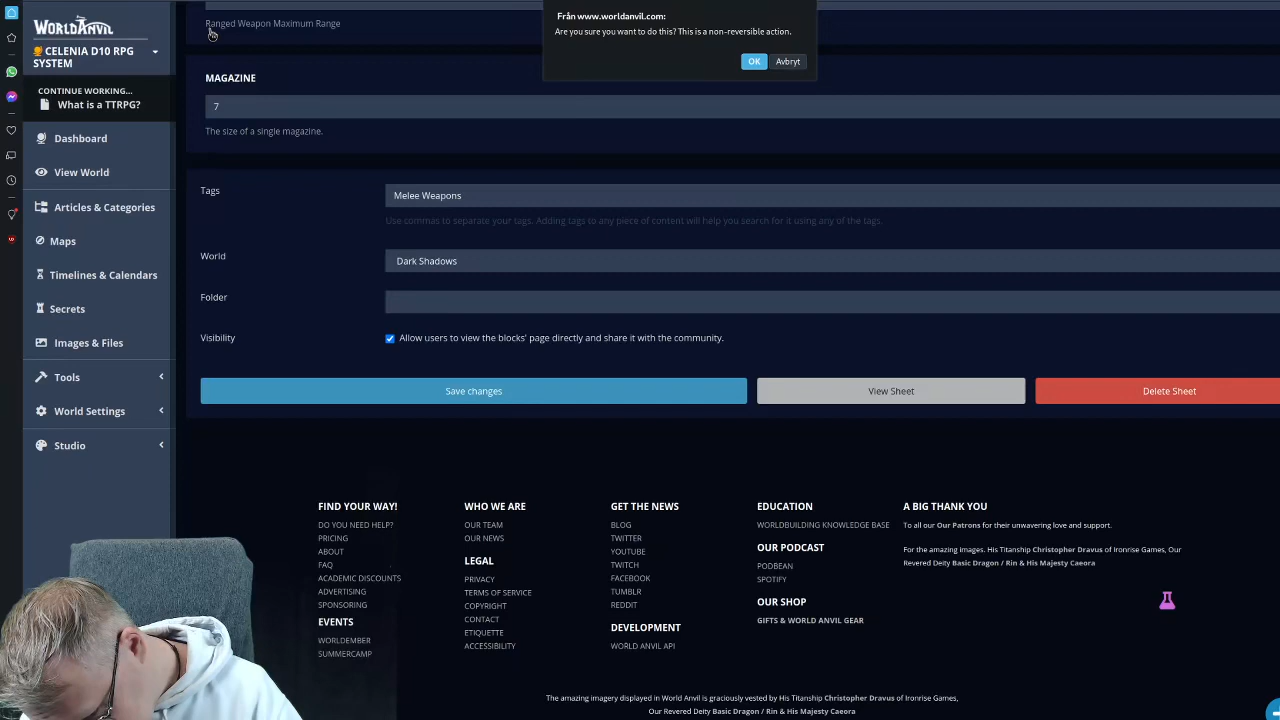 Från www.worldanvil.com:
Are you sure you want to do this? This is a non-reversible action.
OK
Avbryt
WORLDANVIL
CELENIA D10 RPG
SYSTEM
CONTINUE WORKING...
What is a TTRPG?
Dashboard
View World
Articles & Categories
Maps
Timelines & Calendars
Secrets
Images & Files
Tools
World Settings
Studio
Ranged Weapon Maximum Range
MAGAZINE
7
The size of a single magazine.
Tags
Melee Weapons
Use commas to separate your tags. Adding tags to any piece of content will help you search for it using any of the tags.
World
Dark Shadows
Folder
Visibility
Allow users to view the blocks' page directly and share it with the community.
Save changes
View Sheet
Delete Sheet
FIND YOUR WAY!
DO YOU NEED HELP?
PRICING
ABOUT
FAQ
ACADEMIC DISCOUNTS
ADVERTISING
SPONSORING
EVENTS
WORLDEMBER
SUMMERCAMP
WHO WE ARE
OUR TEAM
OUR NEWS
LEGAL
PRIVACY
TERMS OF SERVICE
COPYRIGHT
CONTACT
ETIQUETTE
ACCESSIBILITY
GET THE NEWS
BLOG
TWITTER
YOUTUBE
TWITCH
FACEBOOK
TUMBLR
REDDIT
DEVELOPMENT
WORLD ANVIL API
EDUCATION
WORLDBUILDING KNOWLEDGE BASE
OUR PODCAST
PODBEAN
SPOTIFY
OUR SHOP
GIFTS & WORLD ANVIL GEAR
A BIG THANK YOU
To all our Our Patrons for their unwavering love and support.
For the amazing images. His Titanship Christopher Dravus of Ironrise Games, Our
Revered Deity Basic Dragon / Rin & His Majesty Caeora
The amazing imagery displayed in World Anvil is graciously vested by His Titanship Christopher Dravus of Ironrise Games,
Our Revered Deity Basic Dragon / Rin & His Majesty Caeora